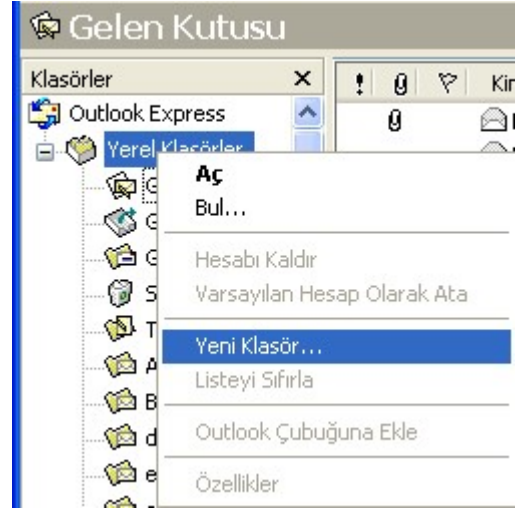 Gelen Kutusu
Klasörler
Kir
Outlook Express
Yerel Klasörler
Aç
Bul...
Hesabı Kaldır
Varsayılan Hesap Olarak Ata
Yeni Klasör...
Listeyi Sıfırla
Outlook Çubuğuna Ekle
Özellikler
G
G
G
S
T
A
B
d
e